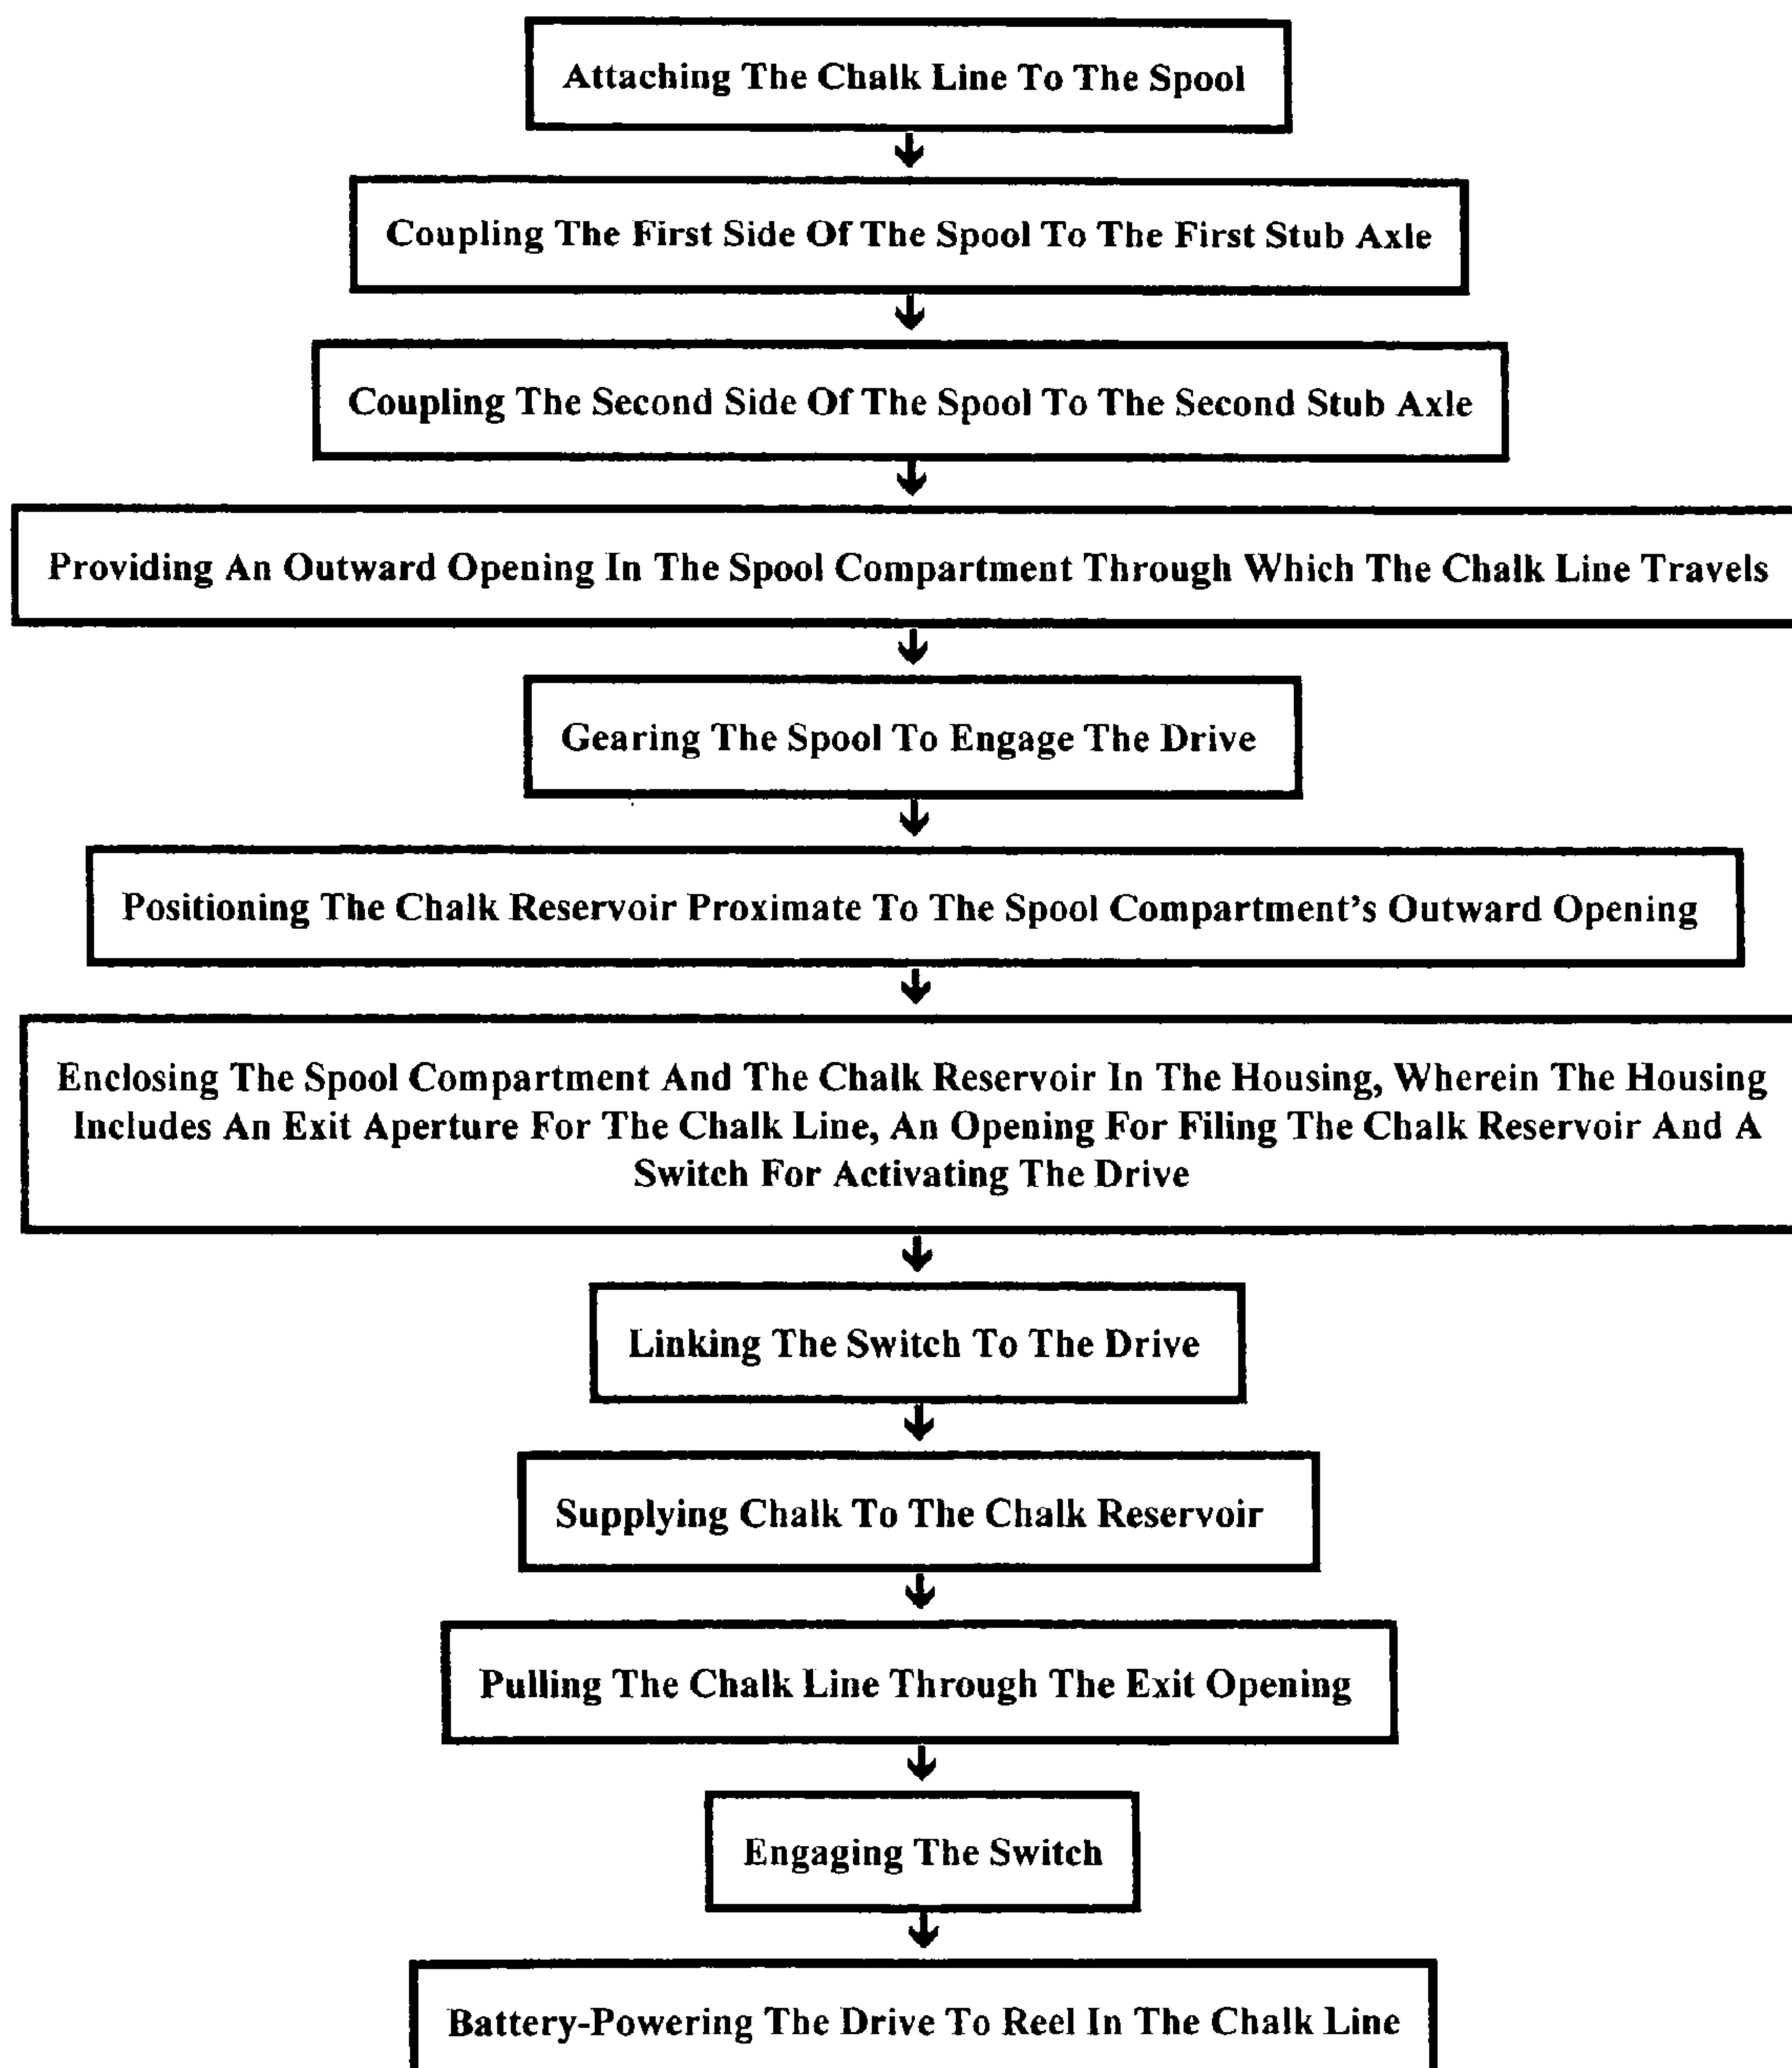 Attaching The Chalk Line To The Spool
Coupling The First Side Of The Spool To The First Stub Axle
Coupling The Second Side Of The Spool To The Second Stub Axle
Providing An Outward Opening In The Spool Compartment Through Which The Chalk Line Travels
Gearing The Spool To Engage The Drive
Positioning The Chalk Reservoir Proximate To The Spool Compartment's Outward Opening
Enclosing The Spool Compartment And The Chalk Reservoir In The Housing, Wherein The Housing
Includes An Exit Aperture For The Chalk Line, An Opening For Filing The Chalk Reservoir And A
Switch For Activating The Drive
Linking The Switch To The Drive
Supplying Chalk To The Chalk Reservoir
Pulling The Chalk Line Through The Exit Opening
Engaging The Switch
Battery-Powering The Drive To Reel In The Chalk Line